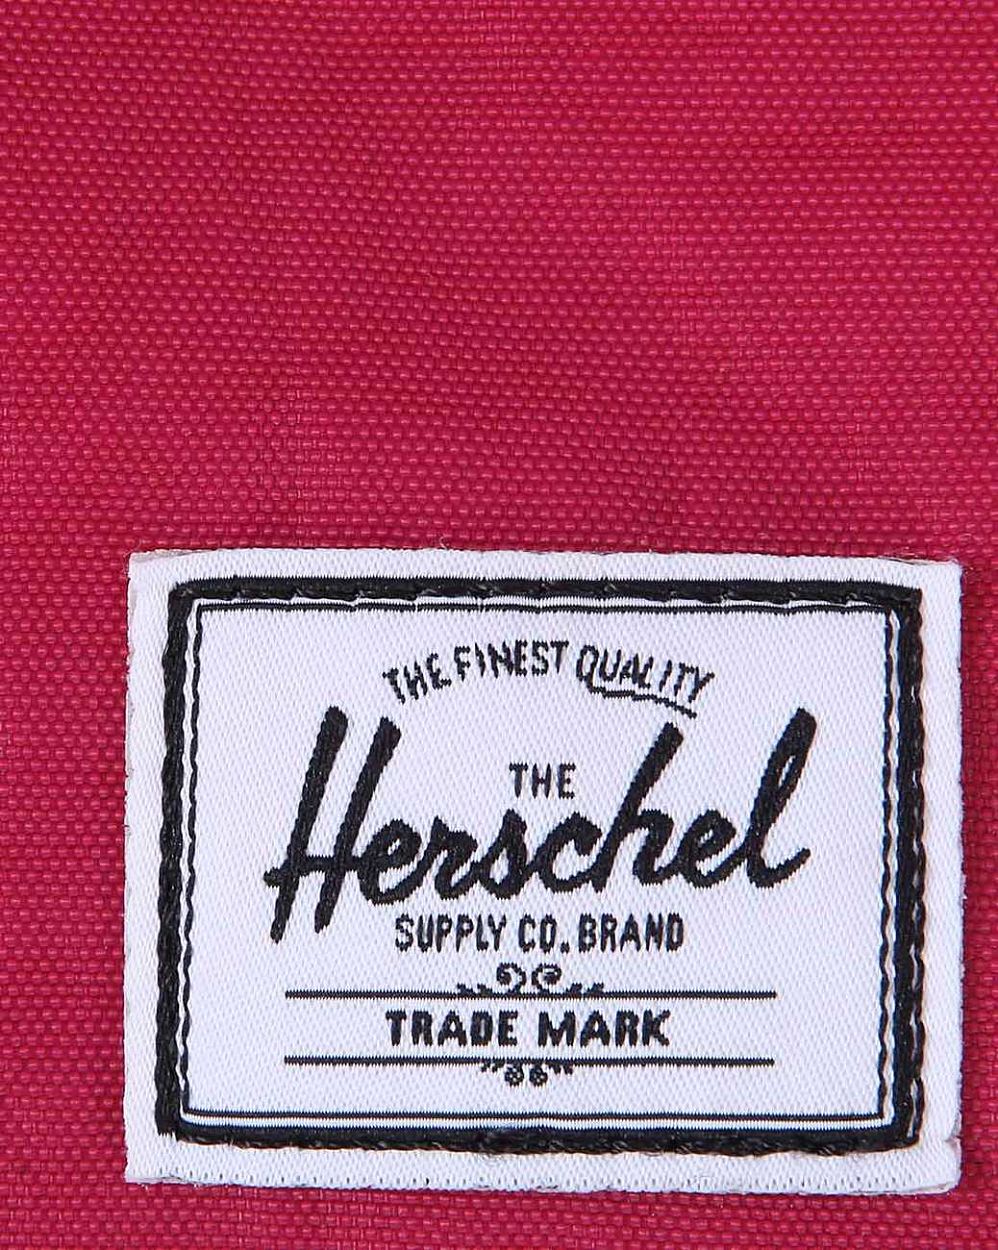 THE FINEST QUALITY
THE
Herschel
SUPPLY CO. BRAND
TRADE MARK